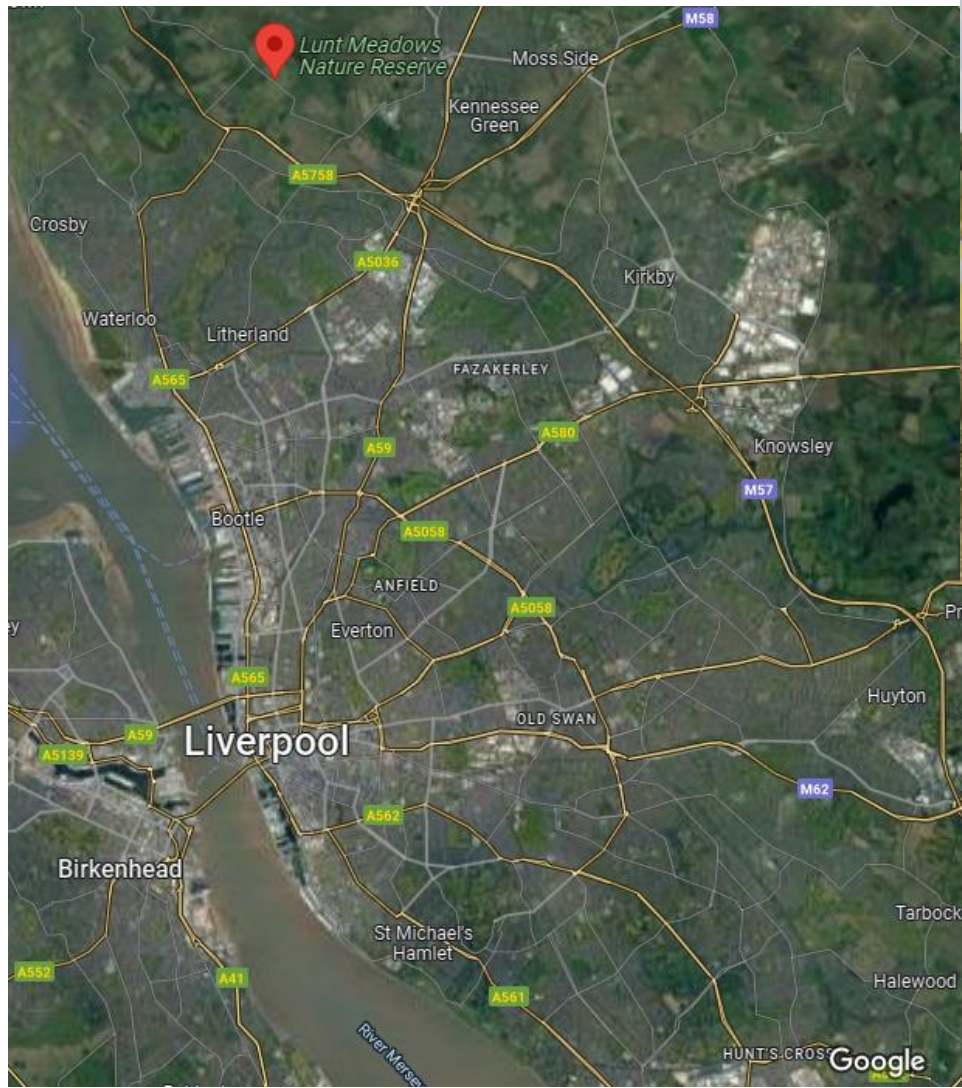 M58
Lunt Meadows
Nature Reserve
Moss Side
Kennessee
Green
A5758
Crosby
A5036
Kirkby
Waterloo
Litherland
A565
FAZAKERLEY
A580
A59
Knowsley
M57
Bootle
A5058
ANFIELD
A5058
Everton
A565
Huyton
OLD SWAN
A59
Liverpool
A5139
M62
A562
Birkenhead
Tarbock
St Michael's
Hamlet
A552
A41
Halewood
A561
River Mersey
HUNT'S CROSS
Google